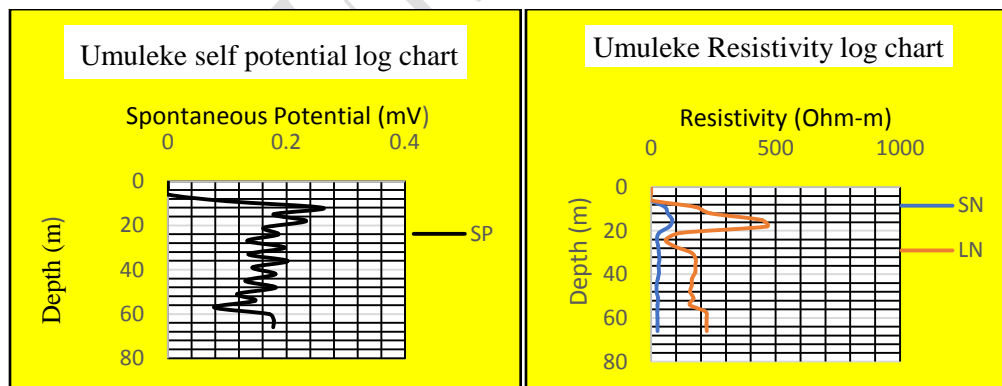 Umuleke self potential log chart
Spontaneous Potential (mV)
0 0.2 0.4
0
20
40
60
80
Depth (m)
SP
Umuleke Resistivity log chart
Resistivity (Ohm-m)
0 500 1000
0
20
40
60
80
Depth (m)
SN
LN